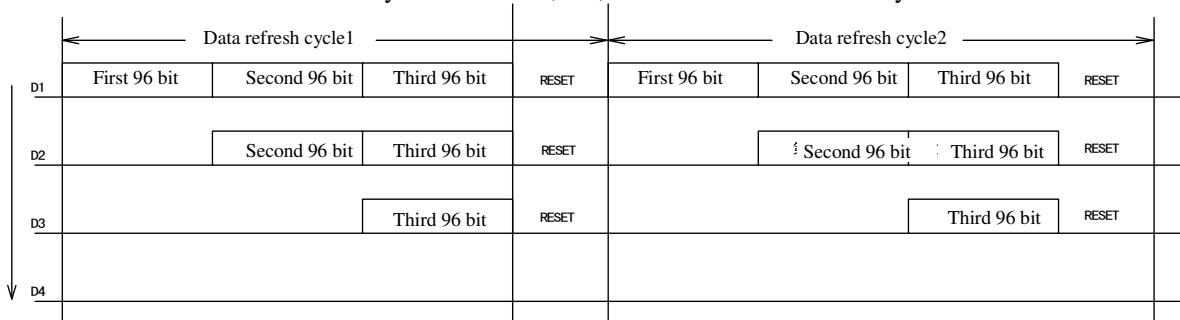 Data refresh cycle1 Data refresh cycle2
D1 First 96 bit Second 96 bit Third 96 bit RESET First 96 bit Second 96 bit Third 96 bit RESET
D2 Second 96 bit Third 96 bit RESET Second 96 bit Third 96 bit RESET
D3 Third 96 bit RESET Third 96 bit RESET
D4